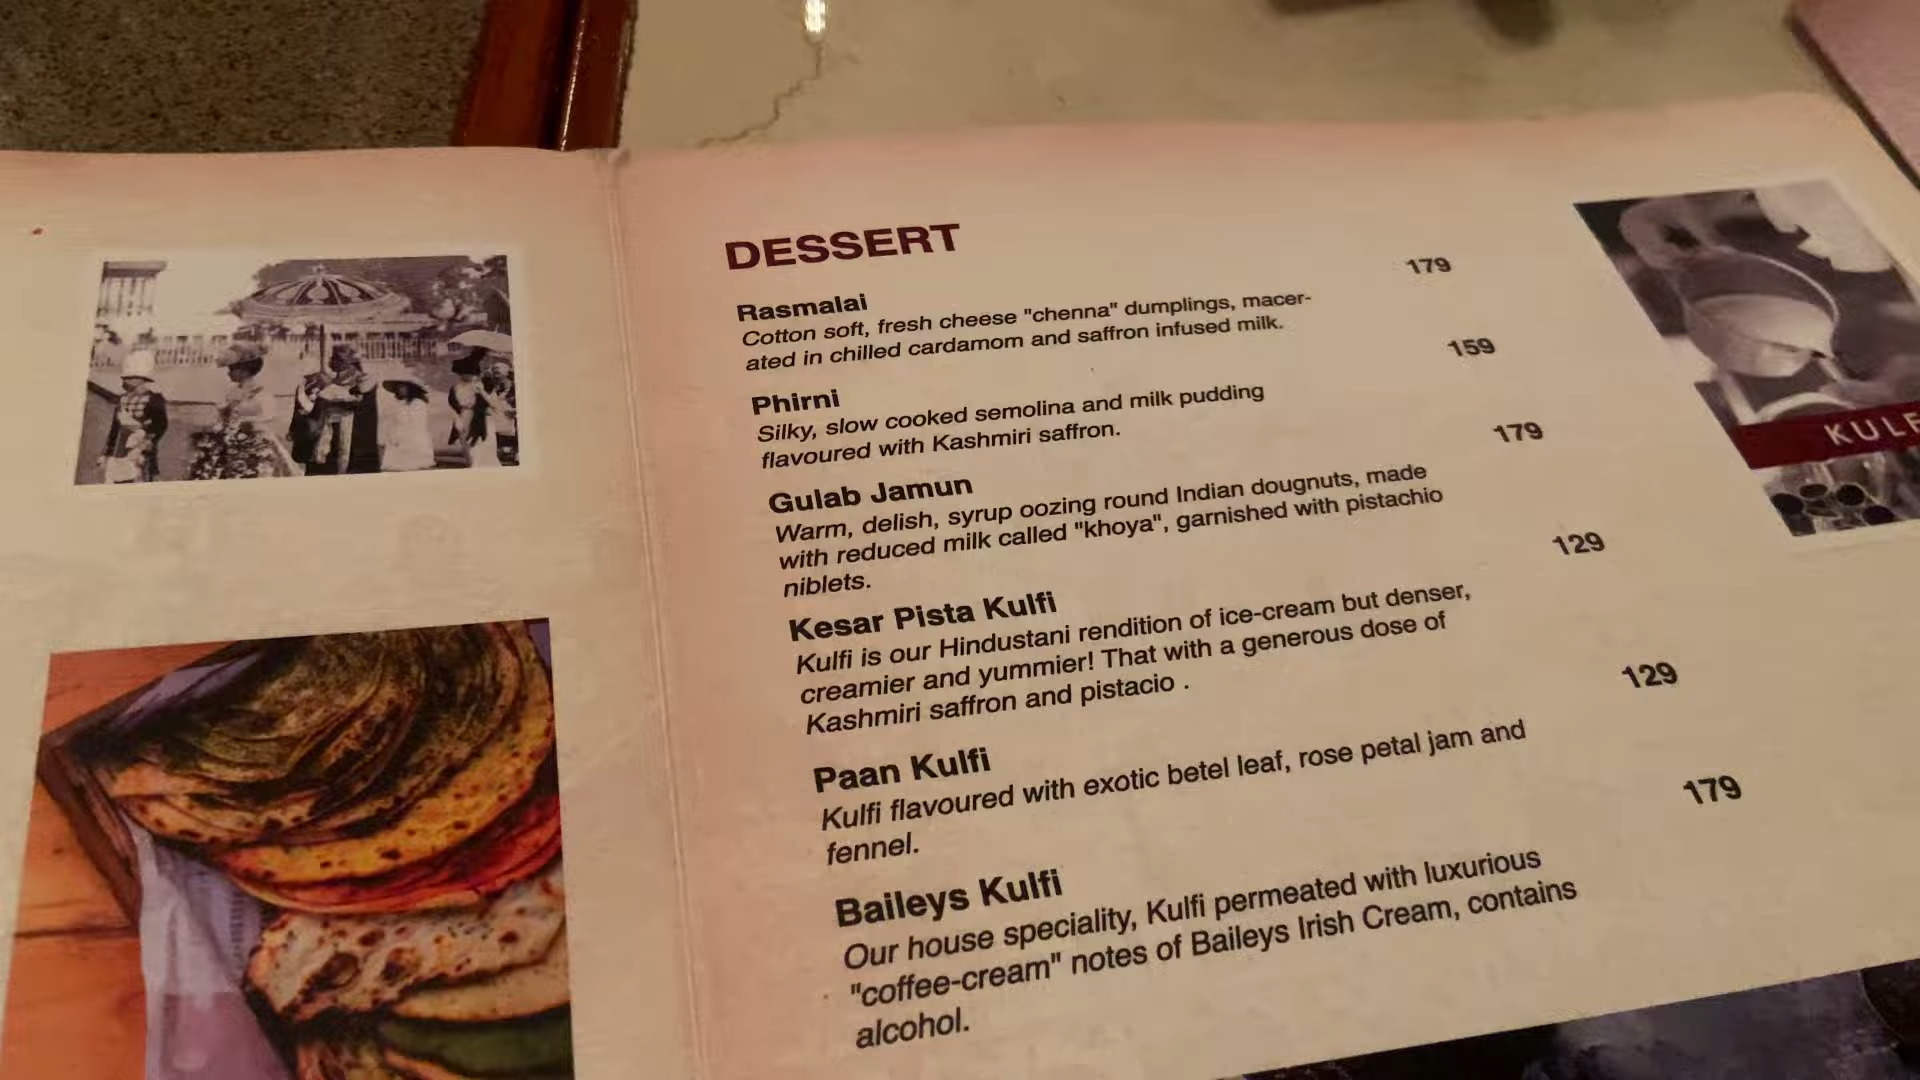 DESSERT
Rasmalai 179
Cotton soft, fresh cheese "chenna" dumplings, macer-
ated in chilled cardamom and saffron infused milk.
Phirni 159
Silky, slow cooked semolina and milk pudding
flavoured with Kashmiri saffron.
Gulab Jamun 179
Warm, delish, syrup oozing round Indian dougnuts, made
with reduced milk called "khoya", garnished with pistachio
niblets.
Kesar Pista Kulfi 129
Kulfi is our Hindustani rendition of ice-cream but denser,
creamier and yummier! That with a generous dose of
Kashmiri saffron and pistacio .
Paan Kulfi 129
Kulfi flavoured with exotic betel leaf, rose petal jam and
fennel.
Baileys Kulfi 179
Our house speciality, Kulfi permeated with luxurious
"coffee-cream" notes of Baileys Irish Cream, contains
alcohol.